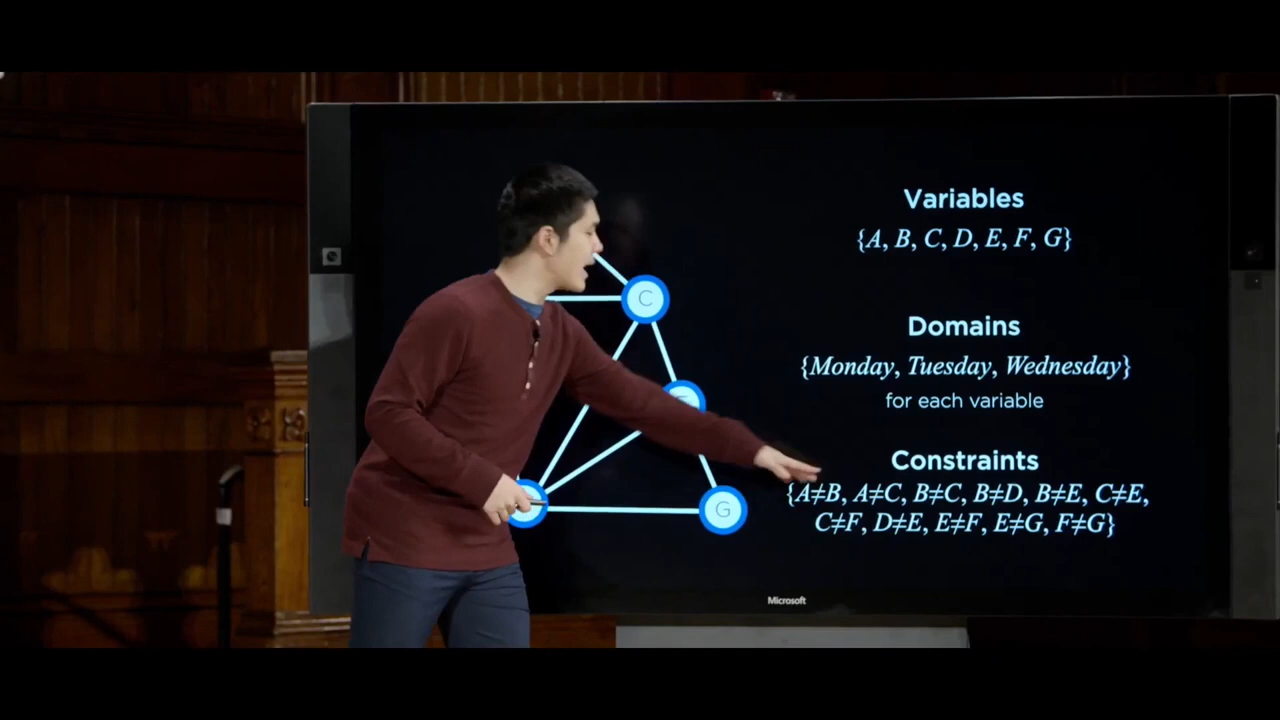 Variables
{A, B, C, D, E, F, G}
C
Domains
{Monday, Tuesday, Wednesday}
for each variable
Constraints
{A≠B, A≠C, B≠C, B≠D, B≠E, C≠E,
C≠F, D≠E, E≠F, E≠G, F≠G}
G
Microsoft